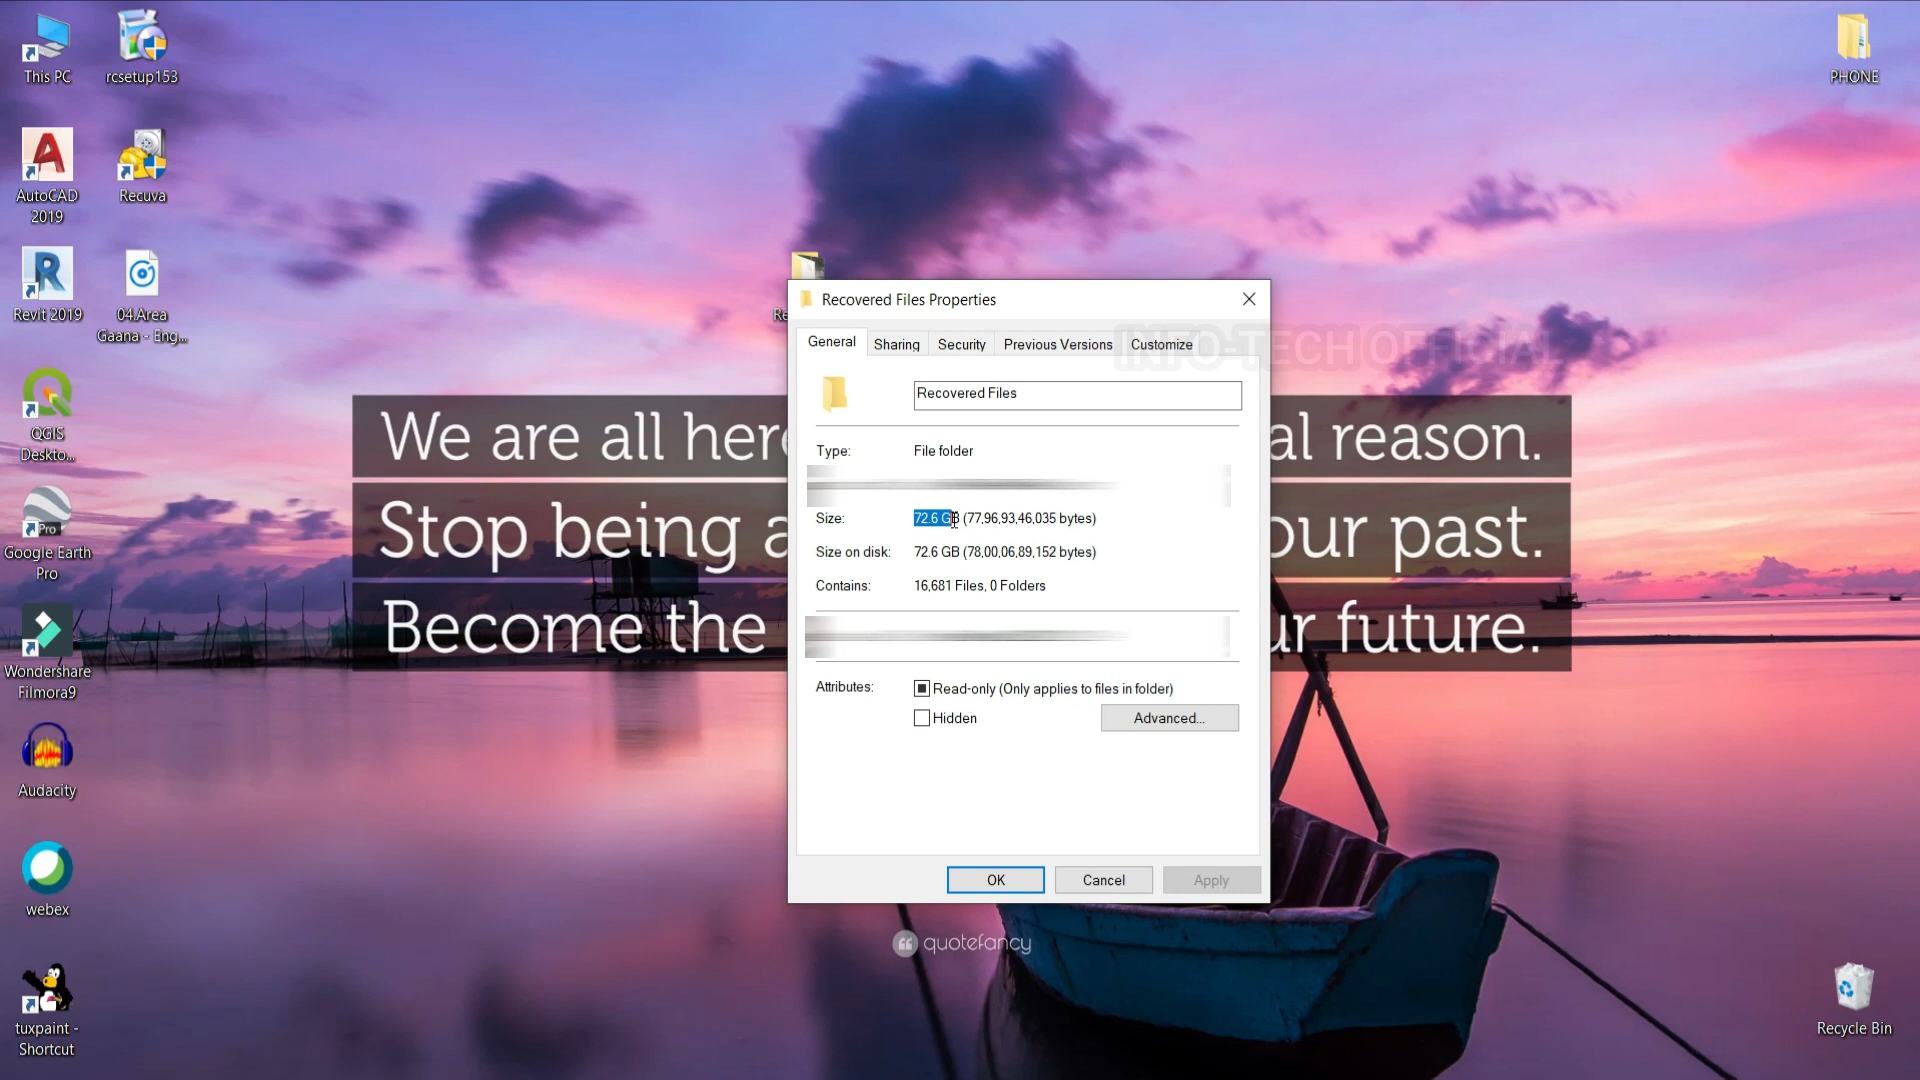 This PC
rcsetup153
PHONE
AutoCAD
2019
Recuva
Revit 2019
04.Area
Gaana - Eng...
QGIS
Deskto...
Pro
Google Earth
Pro
Wondershare
Filmora9
Audacity
webex
tuxpaint -
Shortcut
Recycle Bin
Re
We are all her
al reason.
Stop being a
our past.
Become the
ur future.
quotefancy
Recovered Files Properties
INFO-TECH OFFICIAL
General
Sharing
Security
Previous Versions
Customize
Recovered Files
Type: File folder
Size: 72.6 GB (77,96,93,46,035 bytes)
Size on disk: 72.6 GB (78,00,06,89,152 bytes)
Contains: 16,681 Files, 0 Folders
Attributes: Read-only (Only applies to files in folder)
Hidden
Advanced...
OK
Cancel
Apply